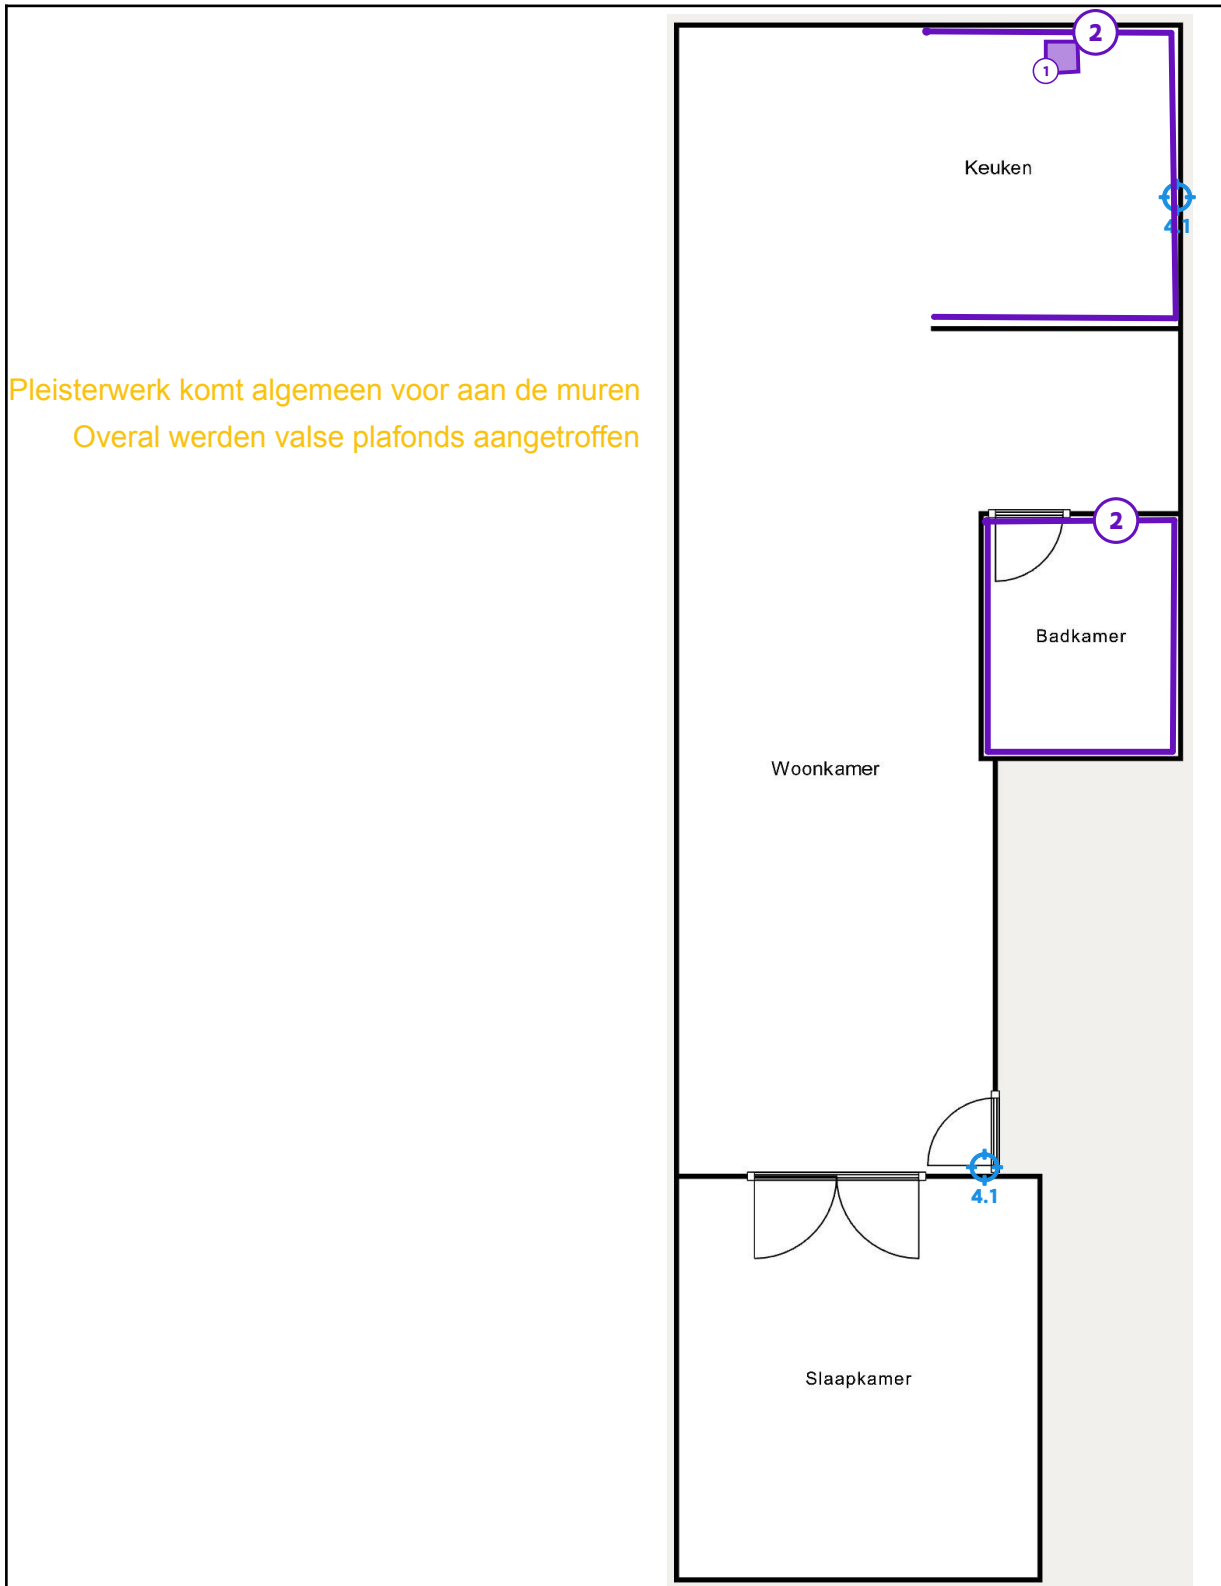 2
1
Keuken
4.1
Pleisterwerk komt algemeen voor aan de muren
Overal werden valse plafonds aangetroffen
2
Badkamer
Woonkamer
4.1
Slaapkamer